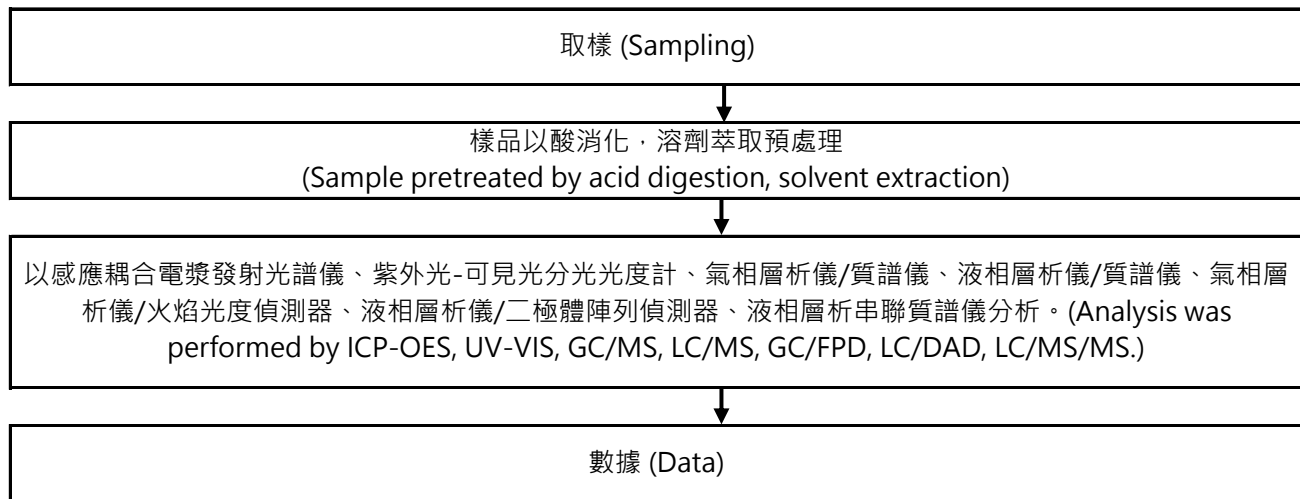 取樣 (Sampling)
樣品以酸消化，溶劑萃取預處理
(Sample pretreated by acid digestion, solvent extraction)
以感應耦合電漿發射光譜儀、紫外光-可見光分光光度計、氣相層析儀/質譜儀、液相層析儀/質譜儀、氣相層
析儀/火焰光度偵測器、液相層析儀/二極體陣列偵測器、液相層析串聯質譜儀分析。(Analysis was
performed by ICP-OES, UV-VIS, GC/MS, LC/MS, GC/FPD, LC/DAD, LC/MS/MS.)
數據 (Data)